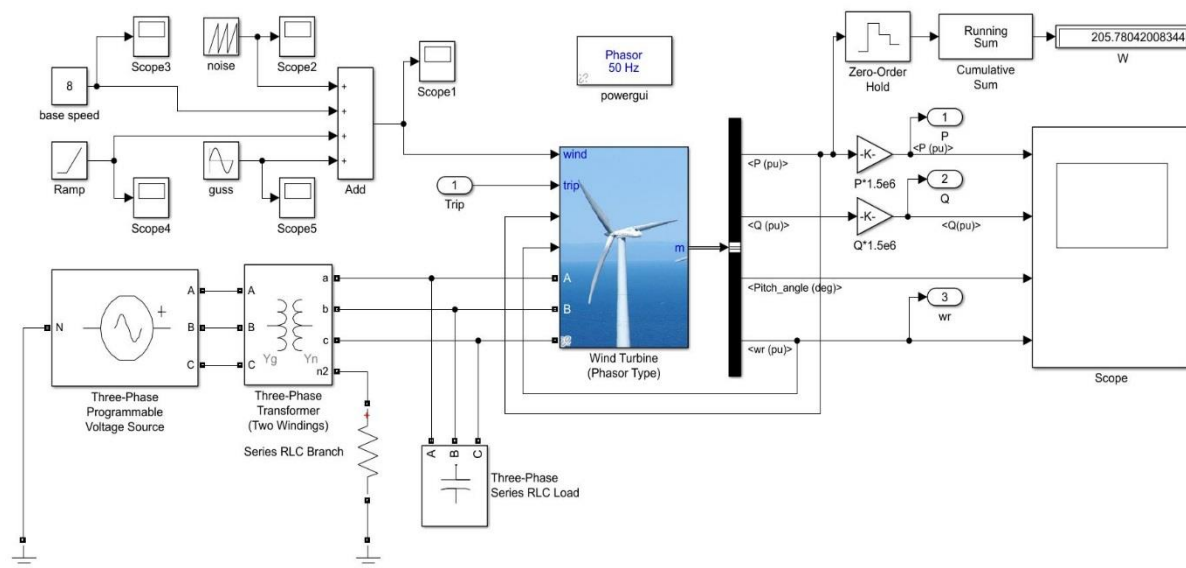 Scope3
noise
Scope2
8
base speed
Ramp
Scope4
guss
Scope5
+
+
+
+
Add
Scope1
Phasor
50 Hz
powergui
Zero-Order
Hold
Running
Sum
Cumulative
Sum
205.78042008344
W
1
Trip
wind
trip
A
B
m
Wind Turbine
(Phasor Type)
<P (pu)>
<Q (pu)>
<Pitch_angle (deg)>
<wr (pu)>
-K-
P*1.5e6
-K-
Q*1.5e6
1
P
<P (pu)>
2
Q
<Q(pu)>
3
wr
Scope
N
+
A
B
C
Three-Phase
Programmable
Voltage Source
A
B
C
Yg
Yn
a
b
c
n2
Three-Phase
Transformer
(Two Windings)
Series RLC Branch
+
A
B
C
Three-Phase
Series RLC Load